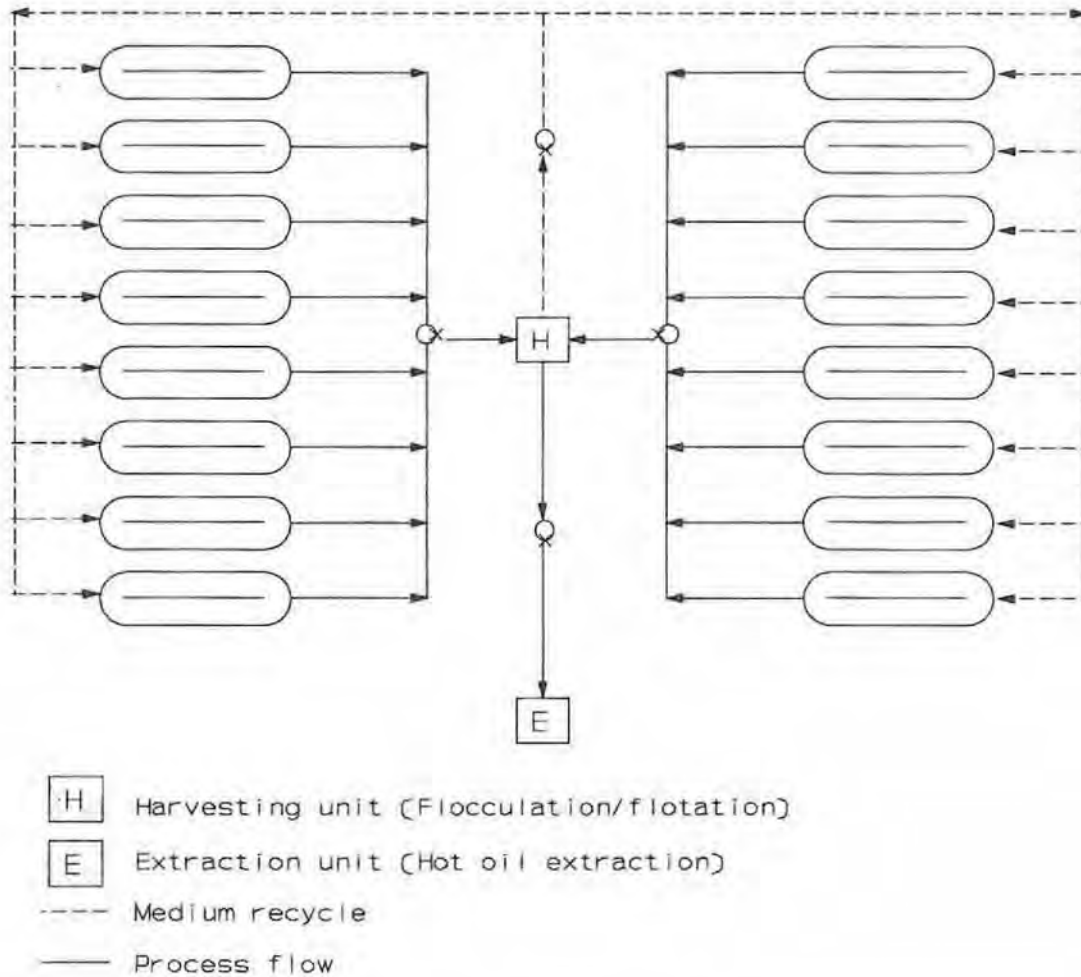 H
E
H Harvesting unit (Flocculation/flotation)
E Extraction unit (Hot oil extraction)
Medium recycle
Process flow